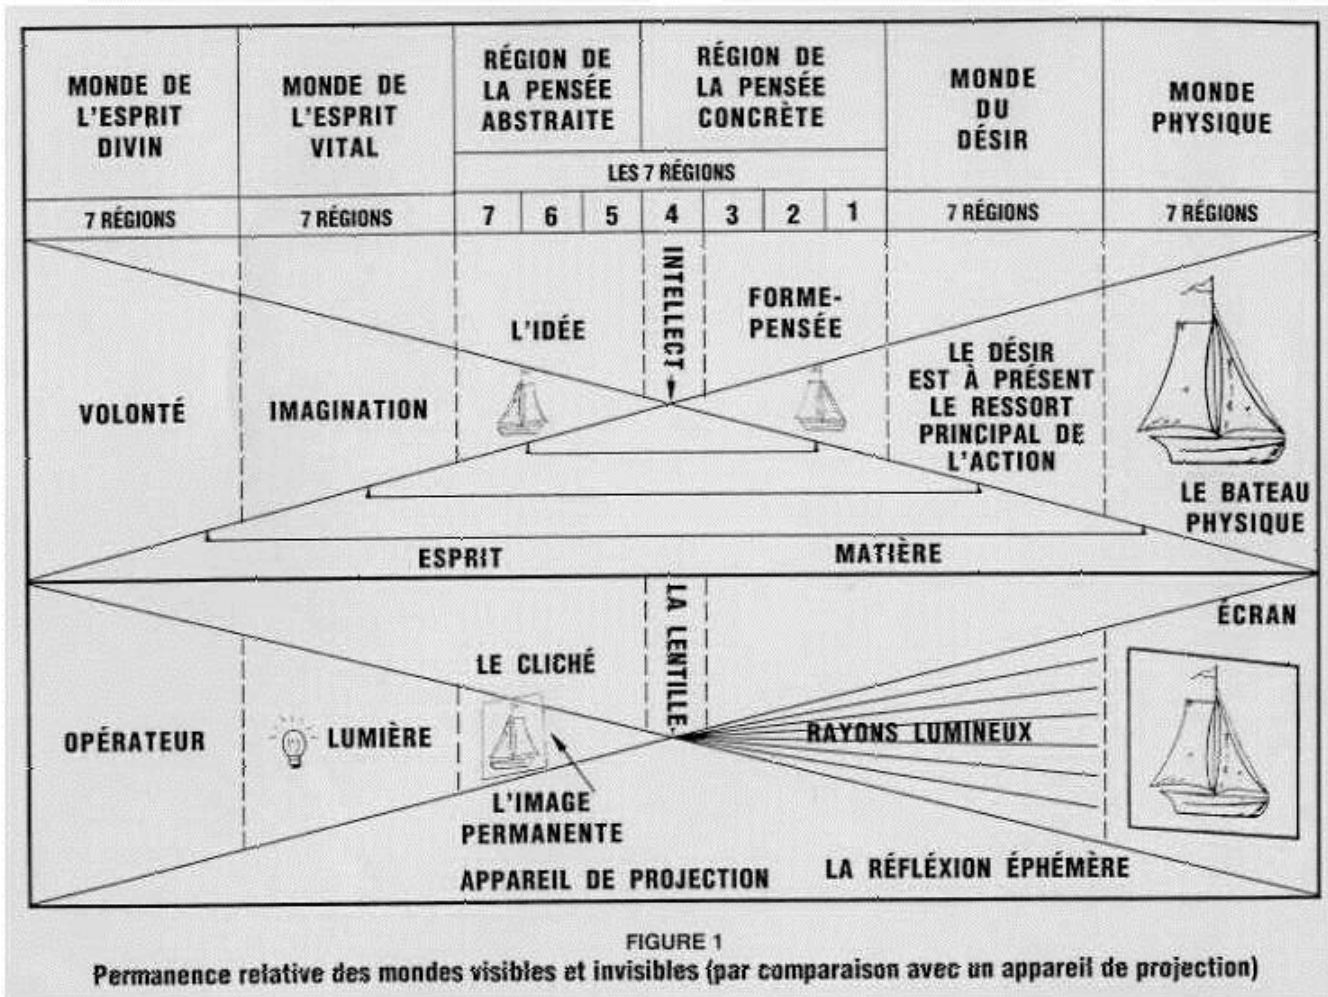 MONDE DE
L'ESPRIT
DIVIN
MONDE DE
L'ESPRIT
VITAL
RÉGION DE
LA PENSÉE
ABSTRAITE
RÉGION DE
LA PENSÉE
CONCRÈTE
MONDE
DU
DÉSIR
MONDE
PHYSIQUE
LES 7 RÉGIONS
7 RÉGIONS
7 RÉGIONS
7
6
5
4
3
2
1
7 RÉGIONS
7 RÉGIONS
VOLONTÉ
IMAGINATION
L'IDÉE
INTELLECT
FORME-
PENSÉE
LE DÉSIR
EST À PRÉSENT
LE RESSORT
PRINCIPAL DE
L'ACTION
LE BATEAU
PHYSIQUE
ESPRIT
MATIÈRE
OPÉRATEUR
LUMIÈRE
LE CLICHÉ
LA LENTILLE
L'IMAGE
PERMANENTE
APPAREIL DE PROJECTION
RAYONS LUMINEUX
LA RÉFLÉXION ÉPHÉMÈRE
ÉCRAN
FIGURE 1
Permanence relative des mondes visibles et invisibles (par comparaison avec un appareil de projection)